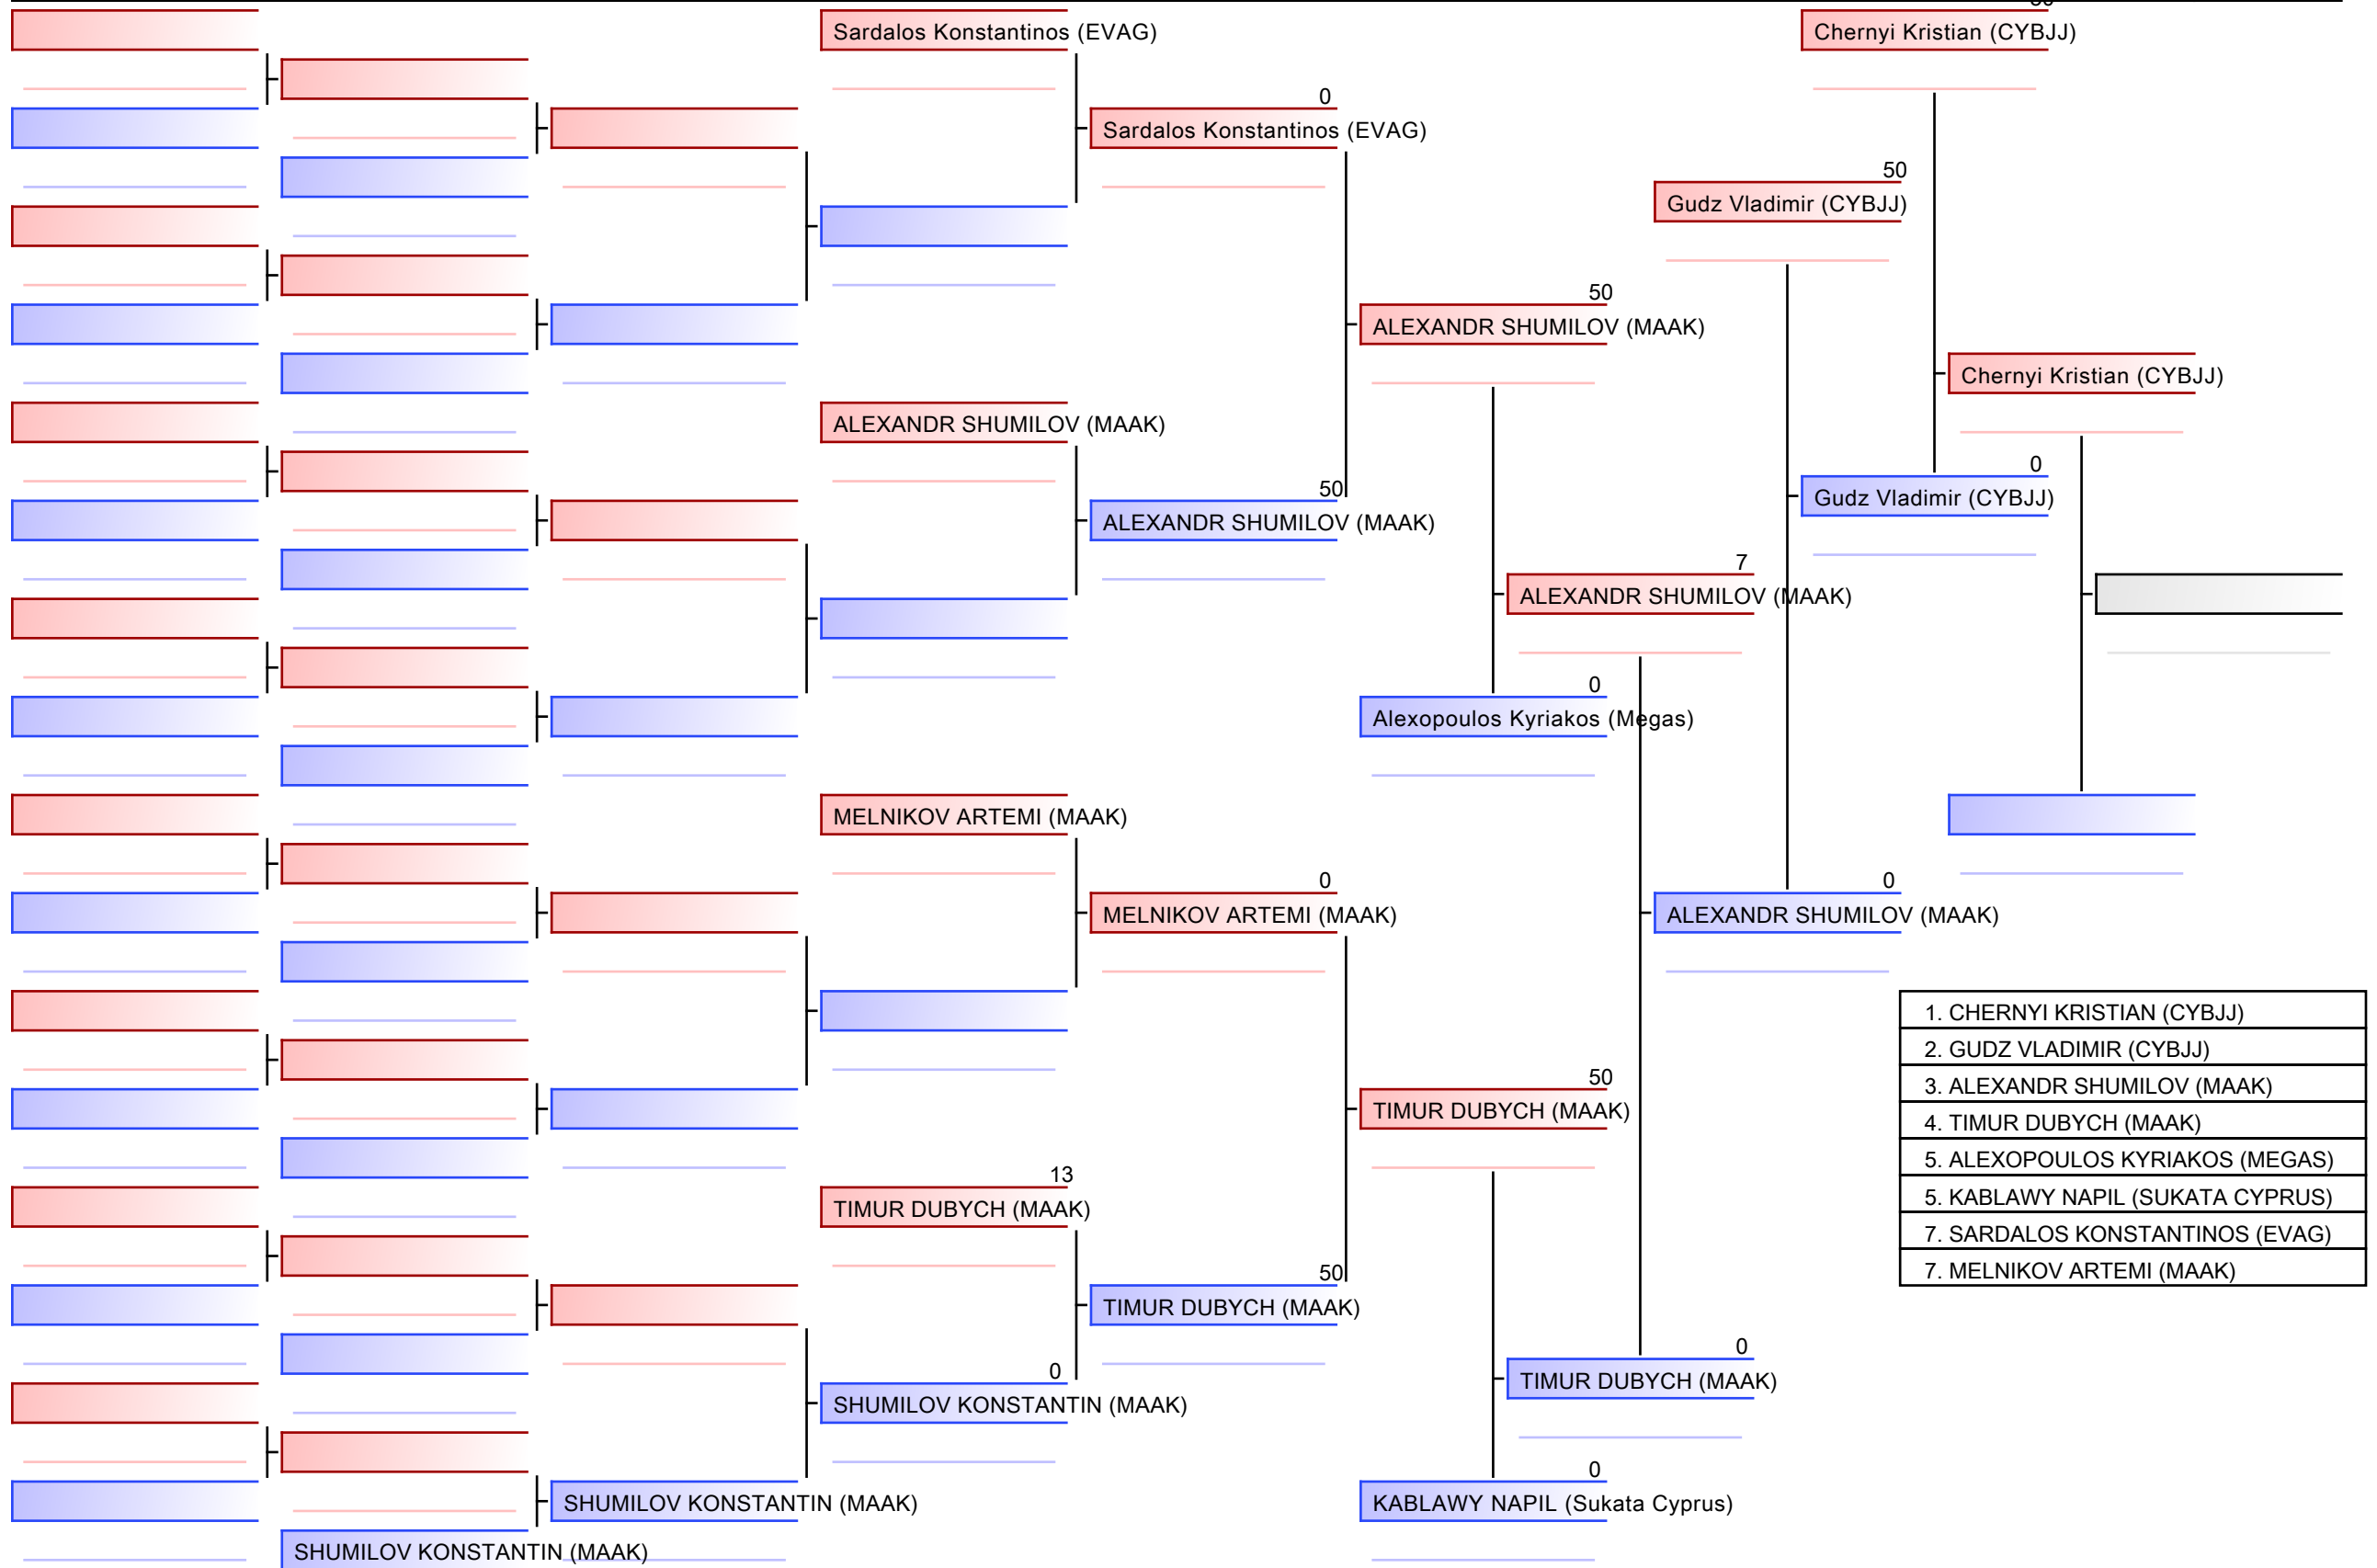 Sardalos Konstantinos (EVAG)
Chernyi Kristian (CYBJJ)
0
Sardalos Konstantinos (EVAG)
50
Gudz Vladimir (CYBJJ)
50
ALEXANDR SHUMILOV (MAAK)
Chernyi Kristian (CYBJJ)
ALEXANDR SHUMILOV (MAAK)
0
Gudz Vladimir (CYBJJ)
50
ALEXANDR SHUMILOV (MAAK)
7
ALEXANDR SHUMILOV (MAAK)
0
Alexopoulos Kyriakos (Megas)
MELNIKOV ARTEMI (MAAK)
0
MELNIKOV ARTEMI (MAAK)
0
ALEXANDR SHUMILOV (MAAK)
1. CHERNYI KRISTIAN (CYBJJ)
2. GUDZ VLADIMIR (CYBJJ)
3. ALEXANDR SHUMILOV (MAAK)
4. TIMUR DUBYCH (MAAK)
5. ALEXOPOULOS KYRIAKOS (MEGAS)
5. KABLAWY NAPIL (SUKATA CYPRUS)
7. SARDALOS KONSTANTINOS (EVAG)
7. MELNIKOV ARTEMI (MAAK)
50
TIMUR DUBYCH (MAAK)
13
TIMUR DUBYCH (MAAK)
50
TIMUR DUBYCH (MAAK)
0
TIMUR DUBYCH (MAAK)
0
SHUMILOV KONSTANTIN (MAAK)
0
KABLAWY NAPIL (Sukata Cyprus)
SHUMILOV KONSTANTIN (MAAK)
SHUMILOV KONSTANTIN (MAAK)